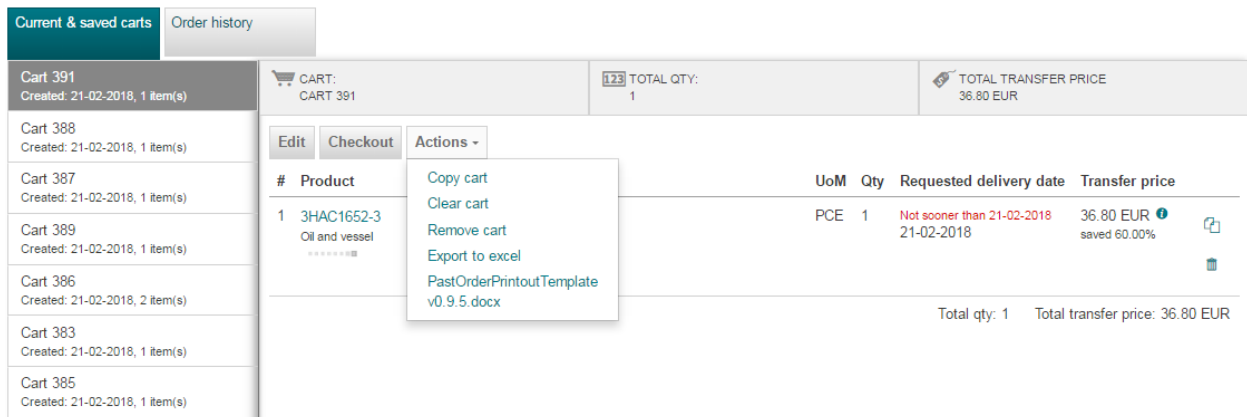 Current & saved carts
Order history
Cart 391
Created: 21-02-2018, 1 item(s)
Cart 388
Created: 21-02-2018, 1 item(s)
Cart 387
Created: 21-02-2018, 1 item(s)
Cart 389
Created: 21-02-2018, 1 item(s)
Cart 386
Created: 21-02-2018, 2 item(s)
Cart 383
Created: 21-02-2018, 1 item(s)
Cart 385
Created: 21-02-2018, 1 item(s)
CART:
CART 391
123 TOTAL QTY:
1
TOTAL TRANSFER PRICE
36.80 EUR
Edit
Checkout
Actions
Copy cart
Clear cart
Remove cart
Export to excel
PastOrderPrintoutTemplate
v0.9.5.docx
# Product UoM Qty Requested delivery date Transfer price
1 3HAC1652-3 PCE 1 Not sooner than 21-02-2018 36.80 EUR
Oil and vessel 21-02-2018 saved 60.00%
Total qty: 1 Total transfer price: 36.80 EUR